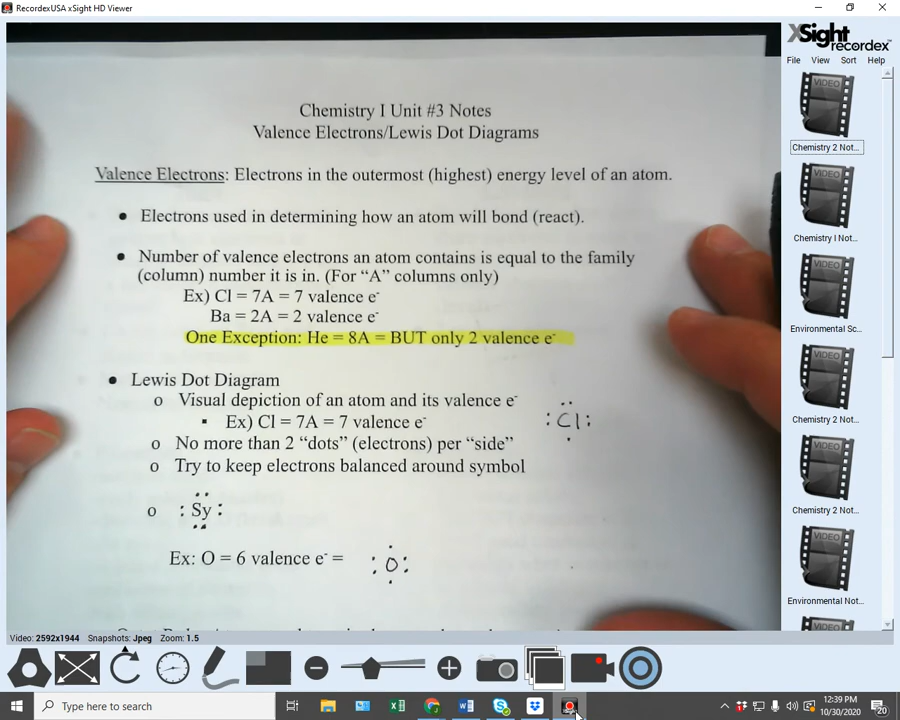 RecordexUSA xSight HD Viewer
XSight
recordex
File View Sort Help
Chemistry I Unit #3 Notes
Valence Electrons/Lewis Dot Diagrams
Valence Electrons: Electrons in the outermost (highest) energy level of an atom.
• Electrons used in determining how an atom will bond (react).
• Number of valence electrons an atom contains is equal to the family
(column) number it is in. (For “A” columns only)
Ex) Cl = 7A = 7 valence e-
Ba = 2A = 2 valence e-
One Exception: He = 8A = BUT only 2 valence e-
• Lewis Dot Diagram
o Visual depiction of an atom and its valence e-
▪ Ex) Cl = 7A = 7 valence e-
Cl
o No more than 2 “dots” (electrons) per “side”
o Try to keep electrons balanced around symbol
o : Sy :
Ex: O = 6 valence e- = : O :
VIDEO
Chemistry 2 Not...
VIDEO
Chemistry I Not...
VIDEO
Environmental Sc...
VIDEO
Chemistry 2 Not...
VIDEO
Chemistry 2 Not...
VIDEO
Environmental Not...
VIDEO
Video: 2592x1944 Snapshots: Jpeg Zoom: 1.5
Type here to search
12:39 PM
10/30/2020
20